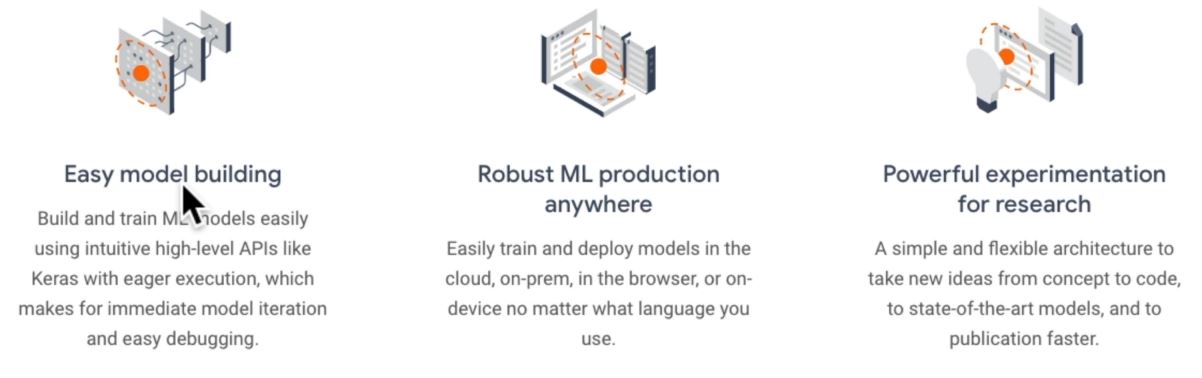 Easy model building
Build and train ML models easily
using intuitive high-level APIs like
Keras with eager execution, which
makes for immediate model iteration
and easy debugging.
Robust ML production
anywhere
Easily train and deploy models in the
cloud, on-prem, in the browser, or on-
device no matter what language you
use.
Powerful experimentation
for research
A simple and flexible architecture to
take new ideas from concept to code,
to state-of-the-art models, and to
publication faster.